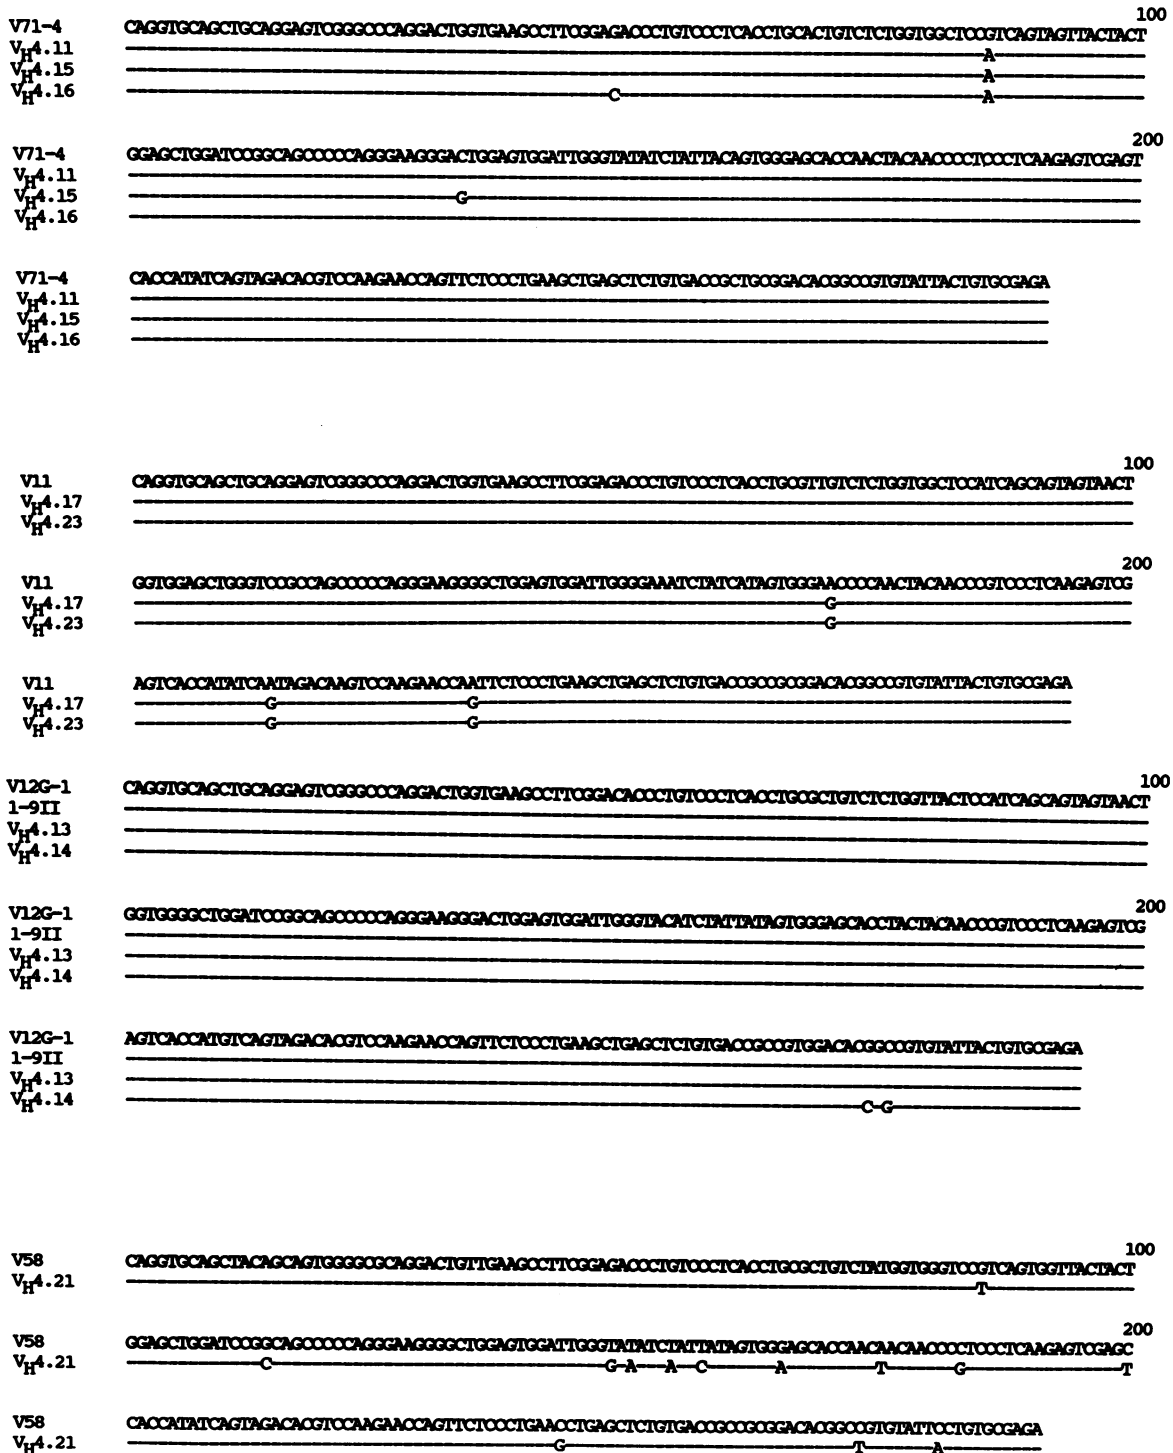 100
V71-4 CAGGTGCAGCTGCAGGAGTCGGGCCCAGGACTGGTGAAGCCTTCGGAGACCCTGTCCCTCACCTGCACTGTCTCTGGTGGCTCCGTCAGTAGTTACTACT
VH4.11 A
VH4.15 A
VH4.16 C A
200
V71-4 GGAGCTGGATCCGGCAGCCCCCAGGGAAGGGACTGGAGTGGATTGGGTATATCTATTACAGTGGGAGCACCAACTACAACCCCTCCCTCAAGAGTCGAGT
VH4.11
VH4.15 G
VH4.16
V71-4 CACCATATCAGTAGACACGTCCAAGAACCAGTTCTCCCTGAAGCTGAGCTCTGTGACCGCTGCGGACACGGCCGTGTATTACTGTGCGAGA
VH4.11
VH4.15
VH4.16
100
V11 CAGGTGCAGCTGCAGGAGTCGGGCCCAGGACTGGTGAAGCCTTCGGAGACCCTGTCCCTCACCTGCGTTGTCTCTGGTGGCTCCATCAGCAGTAGTAACT
VH4.17
VH4.23
200
V11 GGTGGAGCTGGGTCCGCCAGCCCCCAGGGAAGGGGCTGGAGTGGATTGGGGAAATCTATCATAGTGGGAACCCCAACTACAACCCGTCCCTCAAGAGTCG
VH4.17 G
VH4.23 G
V11 AGTCACCATATCAATAGACAAGTCCAAGAACCAATTCTCCCTGAAGCTGAGCTCTGTGACCGCCGCGGACACGGCCGTGTATTACTGTGCGAGA
VH4.17 G G
VH4.23 G G
100
V12G-1 CAGGTGCAGCTGCAGGAGTCGGGCCCAGGACTGGTGAAGCCTTCGGACACCCTGTCCCTCACCTGCGCTGTCTCTGGTTACTCCATCAGCAGTAGTAACT
1-9II
VH4.13
VH4.14
200
V12G-1 GGTGGGGCTGGATCCGGCAGCCCCCAGGGAAGGGACTGGAGTGGATTGGGTACATCTATTATAGTGGGAGCACCTACTACAACCCGTCCCTCAAGAGTCG
1-9II
VH4.13
VH4.14
V12G-1 AGTCACCATGTCAGTAGACACGTCCAAGAACCAGTTCTCCCTGAAGCTGAGCTCTGTGACCGCCGTGGACACGGCCGTGTATTACTGTGCGAGA
1-9II
VH4.13
VH4.14 C G
100
V58 CAGGTGCAGCTACAGCAGTGGGGCGCAGGACTGTTGAAGCCTTCGGAGACCCTGTCCCTCACCTGCGCTGTCTATGGTGGGTCCGTCAGTGGTTACTACT
VH4.21 T
200
V58 GGAGCTGGATCCGGCAGCCCCCAGGGAAGGGGCTGGAGTGGATTGGGTATATCTATTATAGTGGGAGCACCAACAACAACCCCTCCCTCAAGAGTCGAGC
VH4.21 C G A A C A T G T
V58 CACCATATCAGTAGACACGTCCAAGAACCAGTTCTCCCTGAACCTGAGCTCTGTGACCGCCGCGGACACGGCCGTGTATTCCTGTGCGAGA
VH4.21 G T A